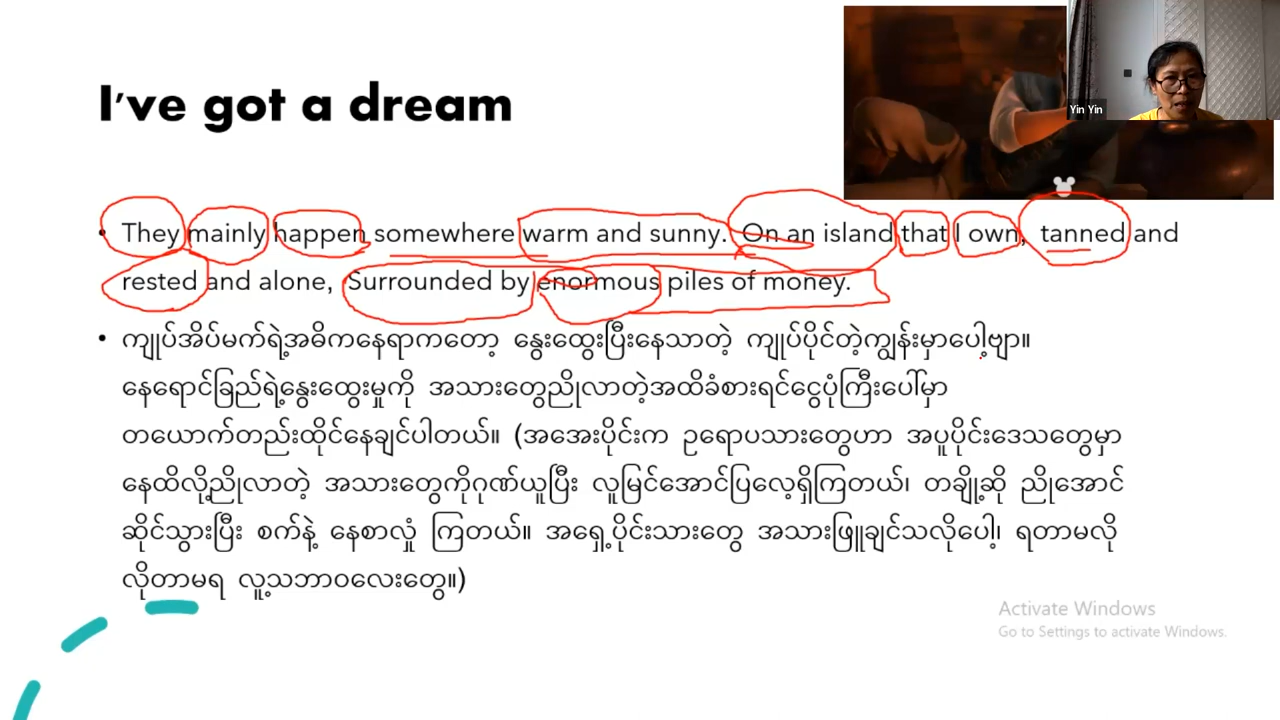 I've got a dream
Yin Yin
• They mainly happen somewhere warm and sunny. On an island that I own, tanned and
rested and alone, Surrounded by enormous piles of money.
• ကျုပ်အိပ်မက်ရဲ့အဓိကနေရာကတော့ နွေးထွေးပြီးနေသာတဲ့ ကျုပ်ပိုင်တဲ့ကျွန်းမှာပေါ့ဗျာ။
နေရောင်ခြည်ရဲ့နွေးထွေးမှုကို အသားတွေညိုလာတဲ့အထိခံစားရင်ငွေပုံကြီးပေါ်မှာ
တယောက်တည်းထိုင်နေချင်ပါတယ်။ (အအေးပိုင်းက ဥရောပသားတွေဟာ အပူပိုင်းဒေသတွေမှာ
နေထိလို့ညိုလာတဲ့ အသားတွေကိုဂုဏ်ယူပြီး လူမြင်အောင်ပြလေ့ရှိကြတယ်၊ တချို့ဆို ညိုအောင်
ဆိုင်သွားပြီး စက်နဲ့ နေစာလှုံ ကြတယ်။ အရှေ့ပိုင်းသားတွေ အသားဖြူချင်သလိုပေါ့၊ ရတာမလို
လိုတာမရ လူ့သဘာဝလေးတွေ။)
Activate Windows
Go to Settings to activate Windows.